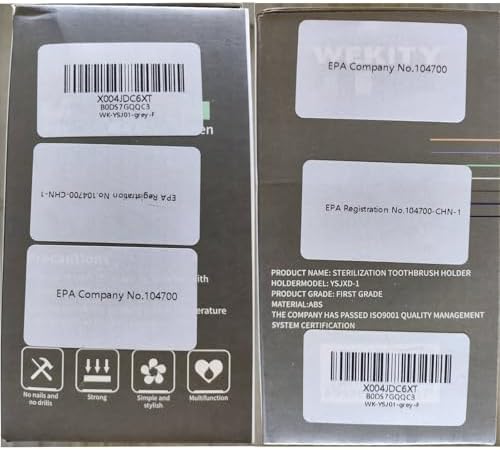 X004JDC6XT
B0DS7GQQC3
WK-YSJ01-grey-F
en
EPA Registration No.104700-CHN-1
Precautions
with
EPA Company No.104700
erature
No nails and
no drills
Strong
Simple and
stylish
Multifunction
WEKITY
EPA Company No.104700
EPA Registration No.104700-CHN-1
PRODUCT NAME: STERILIZATION TOOTHBRUSH HOLDER
HOLDERMODEL: YSJXD-1
PRODUCT GRADE: FIRST GRADE
MATERIAL:ABS
THE COMPANY HAS PASSED ISO9001 QUALITY MANAGEMENT
SYSTEM CERTIFICATION
X004JDC6XT
B0DS7GQQC3
WK-YSJ01-grey-F